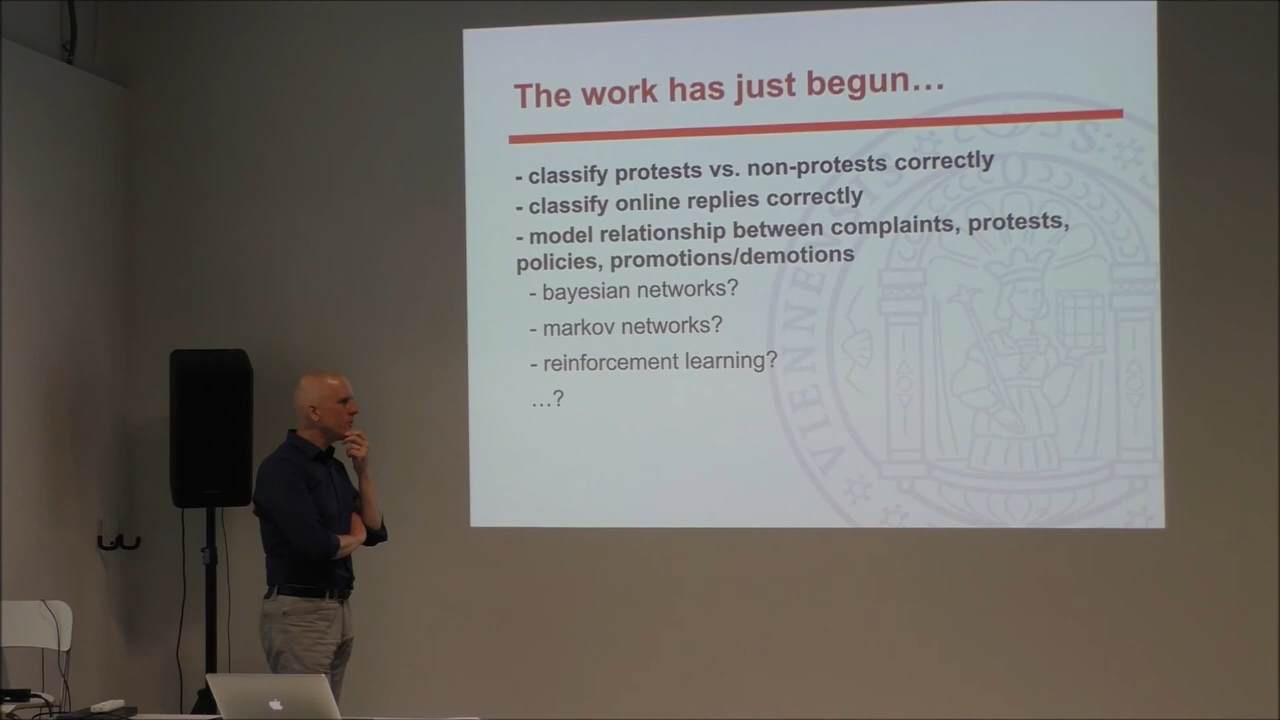 The work has just begun…
- classify protests vs. non-protests correctly
- classify online replies correctly
- model relationship between complaints, protests,
policies, promotions/demotions
- bayesian networks?
- markov networks?
- reinforcement learning?
…?
VIENNENSIS